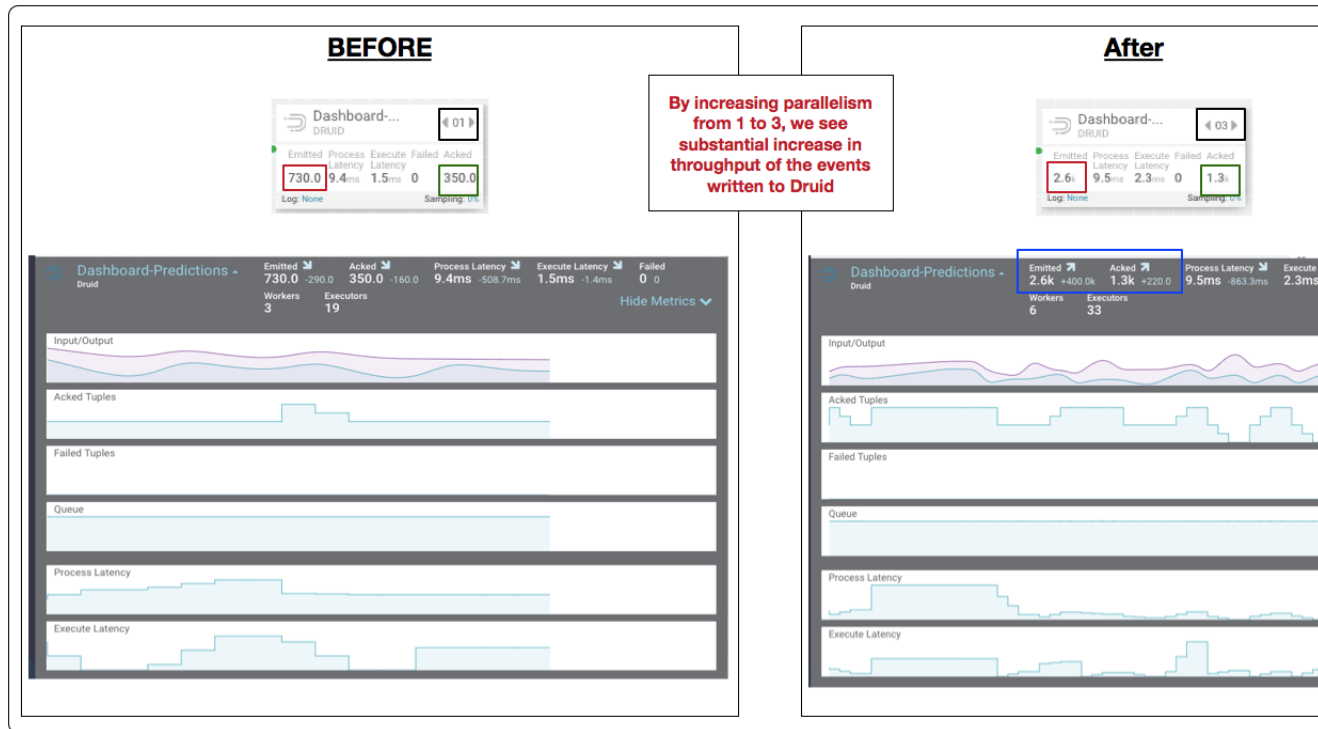 BEFORE
Dashboard-...
DRUID
01
Emitted Process Latency Execute Latency Failed Acked
730.0 9.4ms 1.5ms 0 350.0
Log: None Sampling: 0%
By increasing parallelism
from 1 to 3, we see
substantial increase in
throughput of the events
written to Druid
Dashboard-Predictions
Druid
Emitted Acked Process Latency Execute Latency Failed
730.0 -290.0 350.0 -160.0 9.4ms -508.7ms 1.5ms -1.4ms 0 0
Workers Executors
3 19
Hide Metrics
Input/Output
Acked Tuples
Failed Tuples
Queue
Process Latency
Execute Latency
After
Dashboard-...
DRUID
03
Emitted Process Latency Execute Latency Failed Acked
2.6k 9.5ms 2.3ms 0 1.3k
Log: None Sampling: 0%
Dashboard-Predictions
Druid
Emitted Acked Process Latency Execute
2.6k +400.0k 1.3k +220.0 9.5ms -863.3ms 2.3ms
Workers Executors
6 33
Input/Output
Acked Tuples
Failed Tuples
Queue
Process Latency
Execute Latency